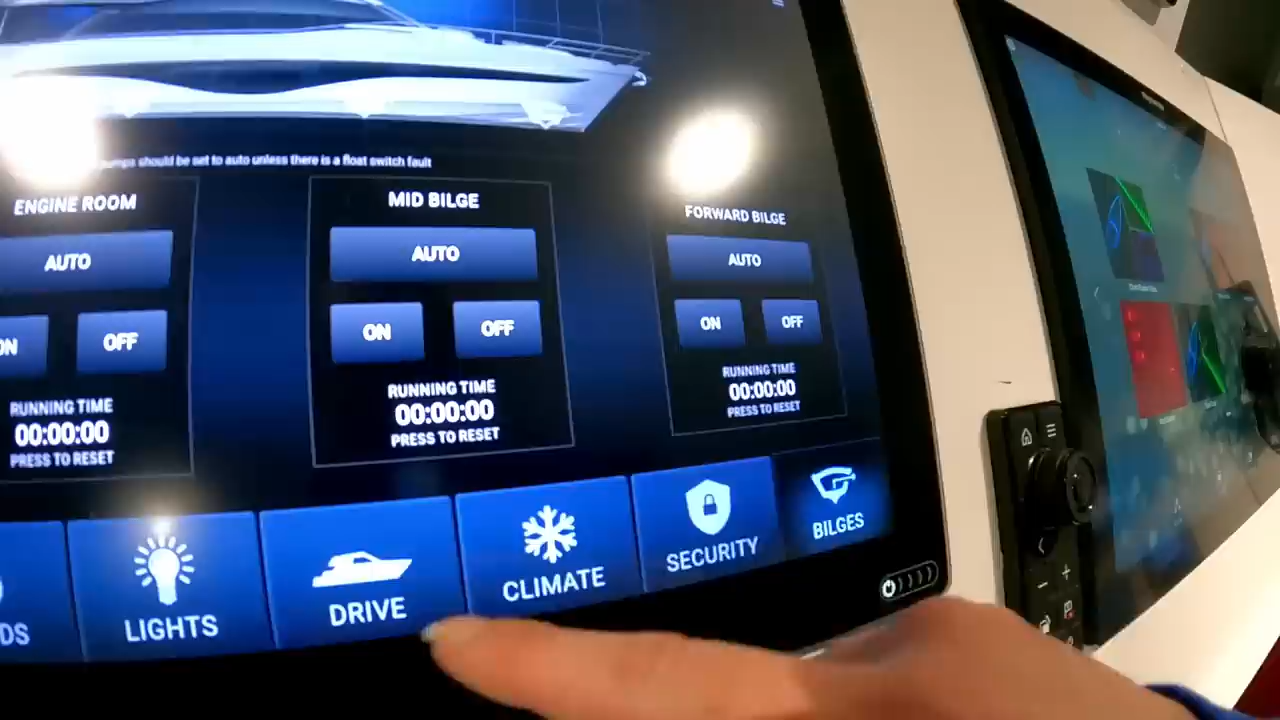 should be set to auto unless there is a float switch fault
ENGINE ROOM
AUTO
OFF
RUNNING TIME
00:00:00
PRESS TO RESET
MID BILGE
AUTO
ON
OFF
RUNNING TIME
00:00:00
PRESS TO RESET
FORWARD BILGE
AUTO
ON
OFF
RUNNING TIME
00:00:00
PRESS TO RESET
DS
LIGHTS
DRIVE
CLIMATE
SECURITY
BILGES